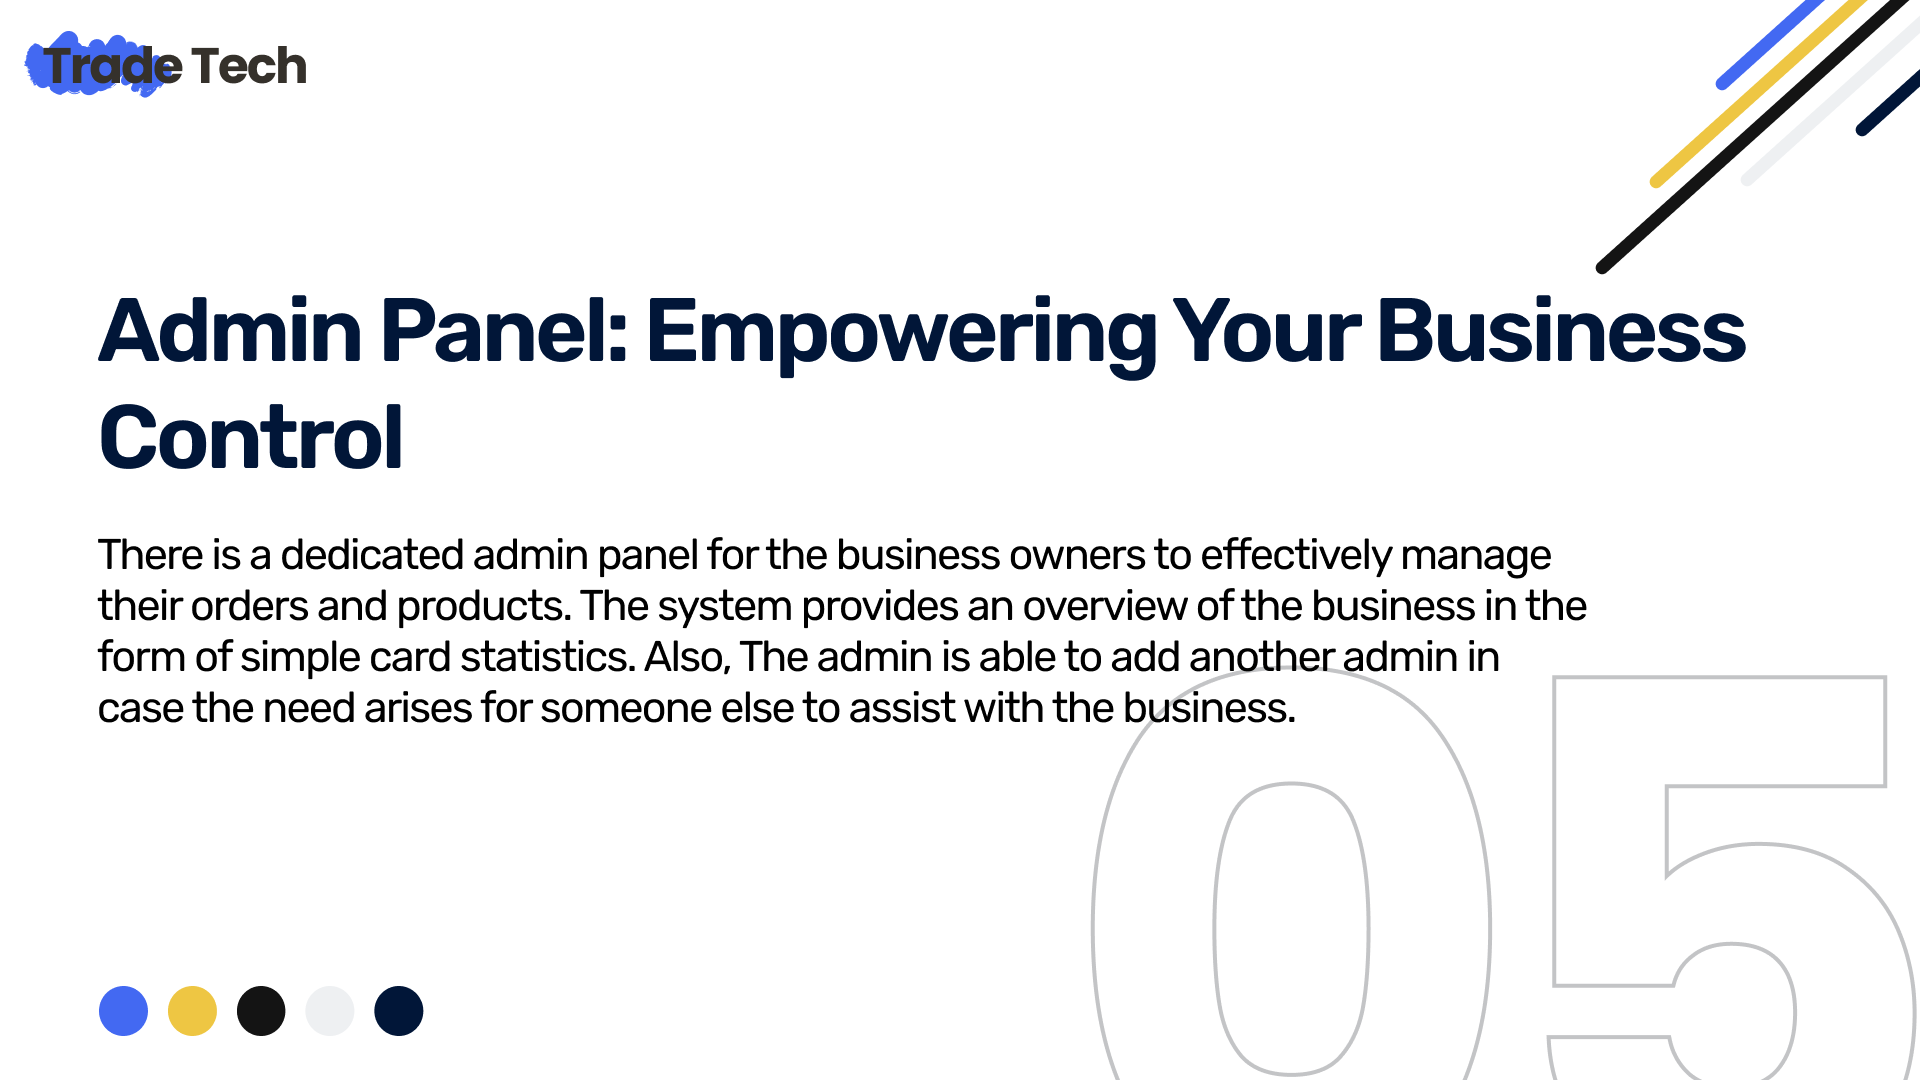 Trade Tech
Admin Panel: Empowering Your Business
Control
There is a dedicated admin panel for the business owners to effectively manage
their orders and products. The system provides an overview of the business in the
form of simple card statistics. Also, The admin is able to add another admin in
case the need arises for someone else to assist with the business.
05